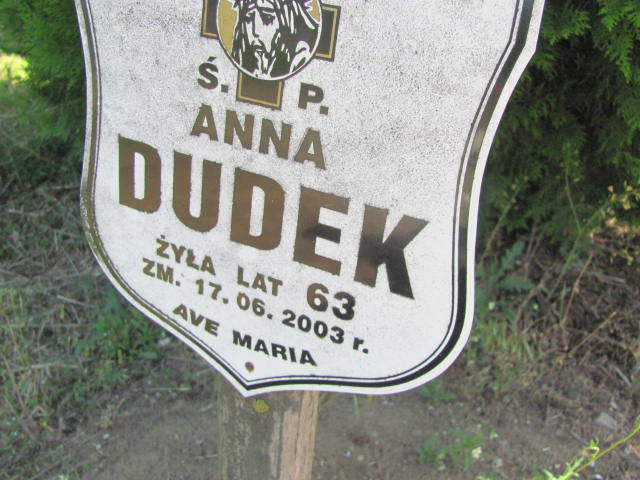 Ś. P.
ANNA
DUDEK
ŻYŁA LAT 63
ZM. 17.06.2003 r.
AVE MARIA